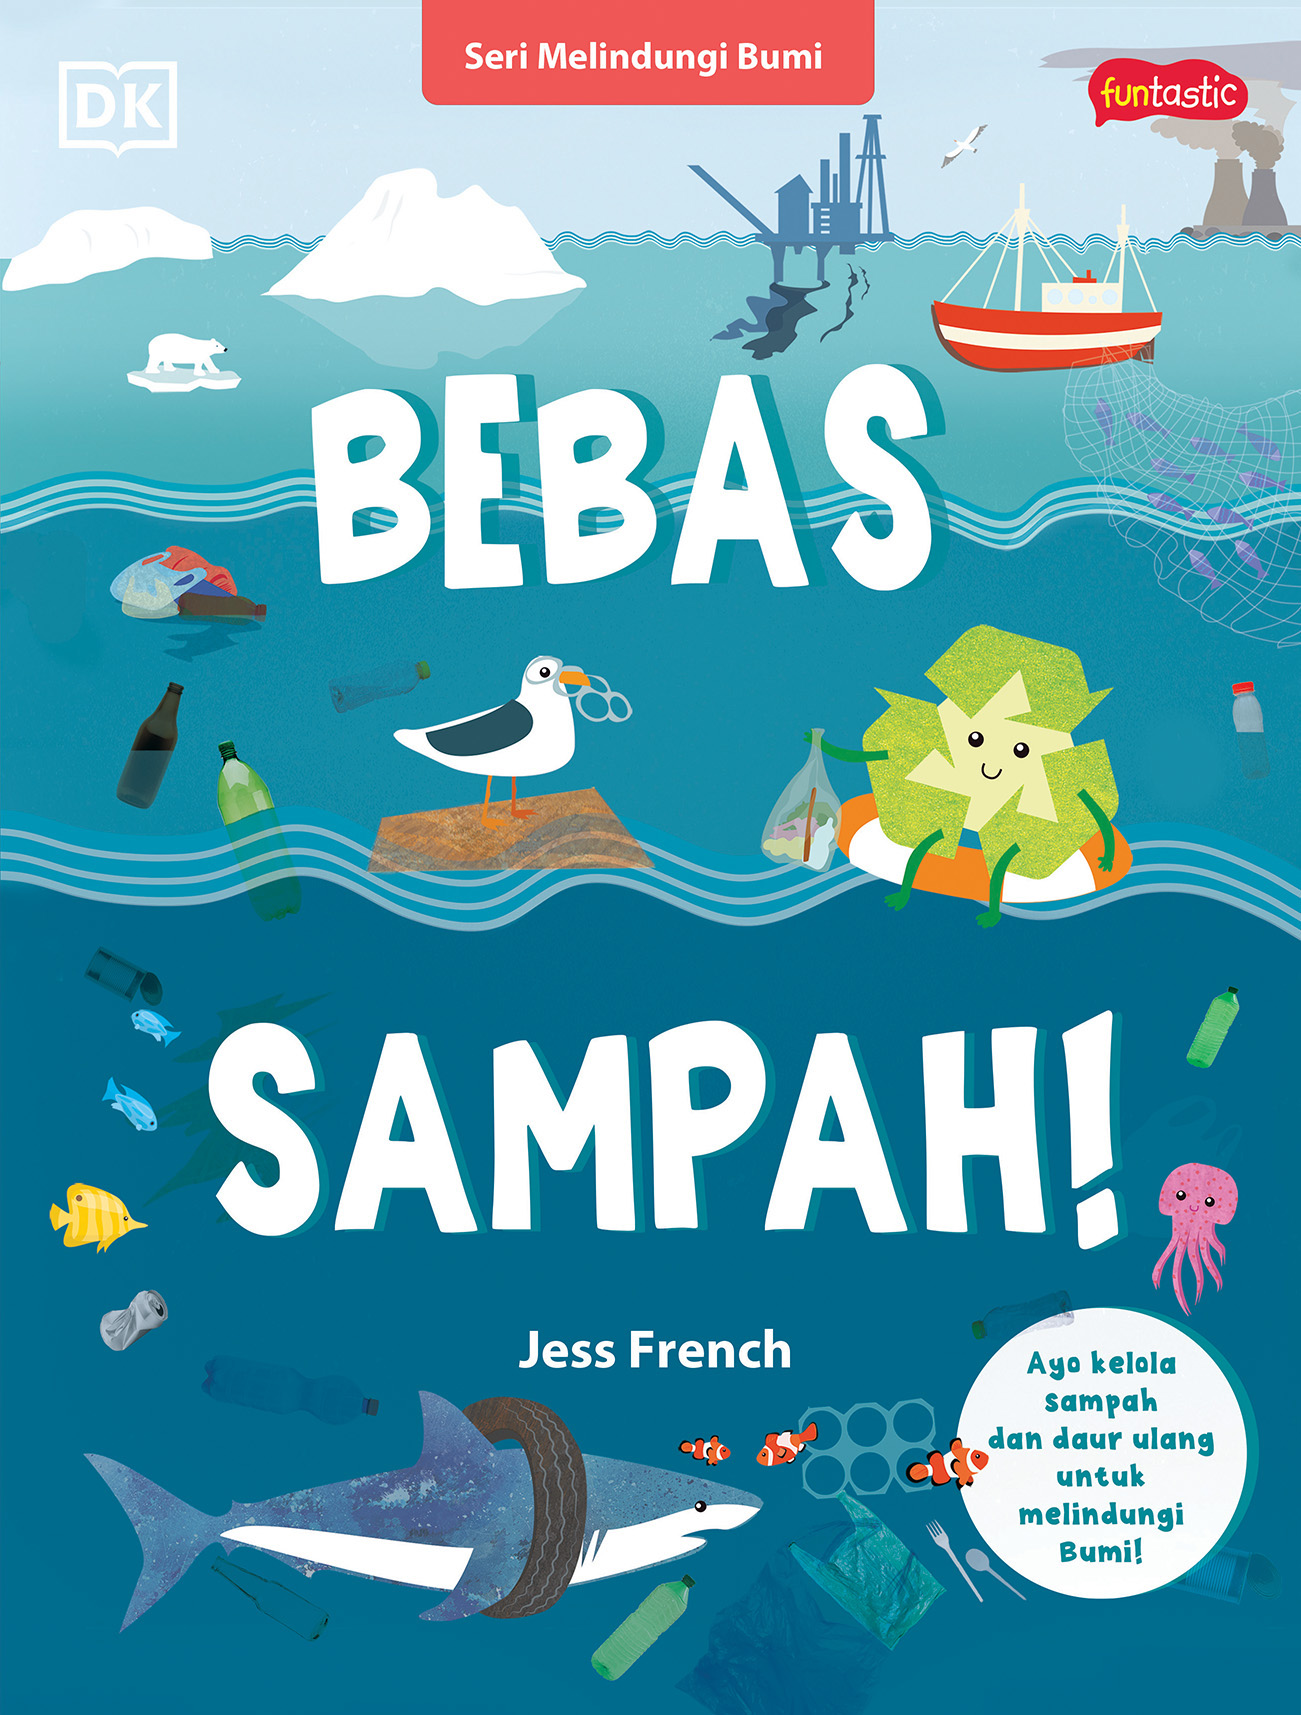 Seri Melindungi Bumi
DK
funtastic
BEBAS
SAMPAH!
Jess French
Ayo kelola
sampah
dan daur ulang
untuk
melindungi
Bumi!